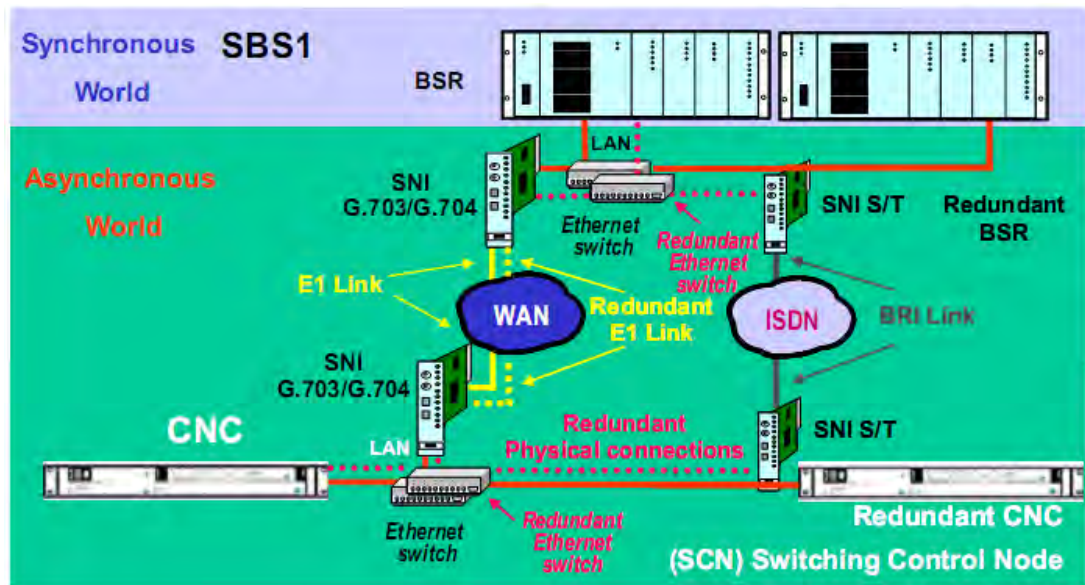 Synchronous
World
SBS1
BSR
LAN
Asynchronous
World
SNI
G.703/G.704
Ethernet
switch
Redundant
Ethernet
switch
SNI S/T
Redundant
BSR
E1 Link
WAN
Redundant
E1 Link
ISDN
BRI Link
SNI
G.703/G.704
CNC
LAN
Redundant
Physical connections
SNI S/T
Ethernet
switch
Redundant
Ethernet
switch
Redundant CNC
(SCN) Switching Control Node